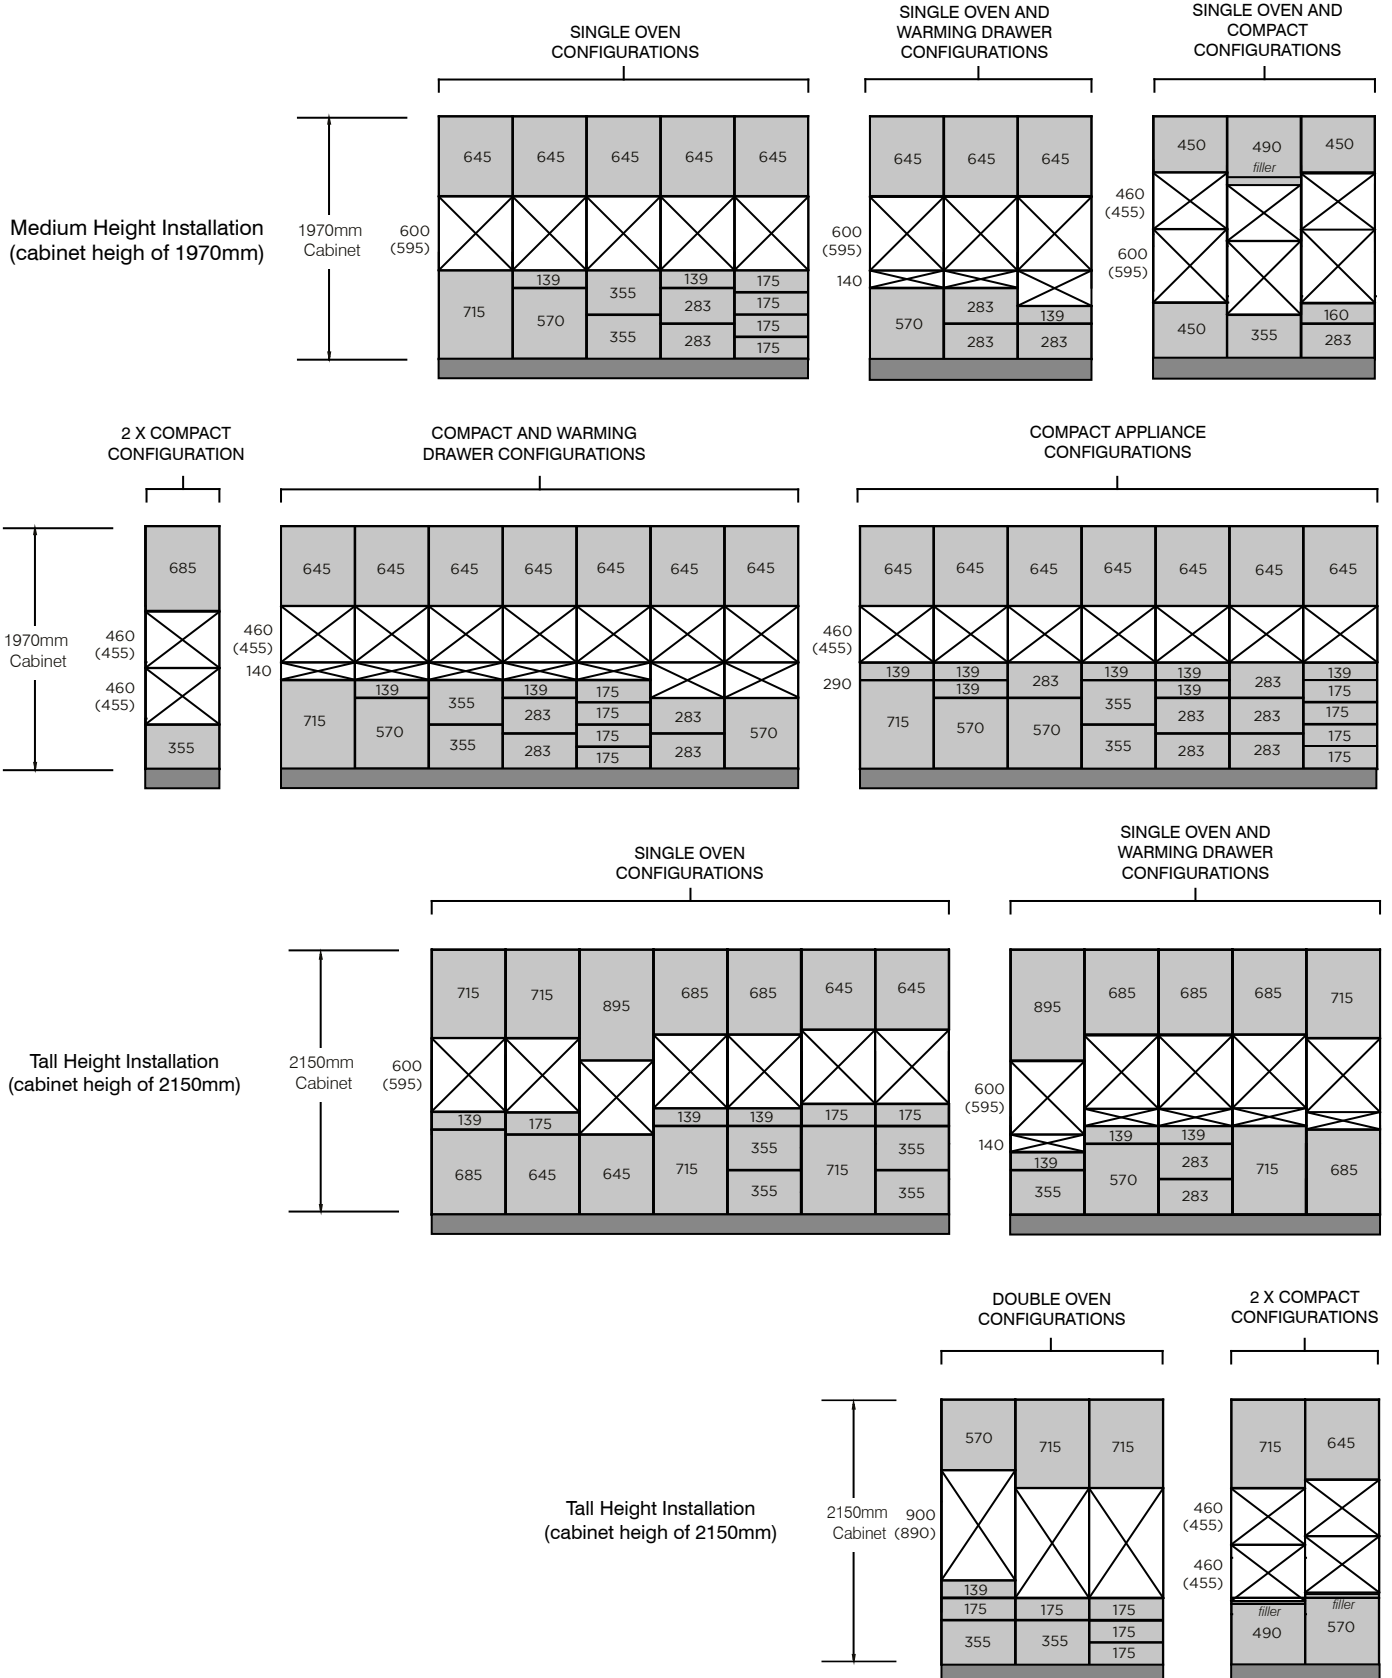 SINGLE OVEN
CONFIGURATIONS
SINGLE OVEN AND
WARMING DRAWER
CONFIGURATIONS
SINGLE OVEN AND
COMPACT
CONFIGURATIONS
Medium Height Installation
(cabinet heigh of 1970mm)
1970mm
Cabinet
600
(595)
645 645 645 645 645
715
139
570
355
355
139
283
283
175
175
175
175
600
(595)
140
645 645 645
570
283
283
139
283
460
(455)
600
(595)
450 490 450
filler
450
355
160
283
2 X COMPACT
CONFIGURATION
COMPACT AND WARMING
DRAWER CONFIGURATIONS
COMPACT APPLIANCE
CONFIGURATIONS
1970mm
Cabinet
460
(455)
460
(455)
685
355
460
(455)
140
645 645 645 645 645 645 645
715
139
570
355
355
139
283
283
175
175
175
175
283
283
570
460
(455)
290
645 645 645 645 645 645 645
139
715
139
139
570
283
570
139
355
355
139
139
283
283
283
283
283
139
175
175
175
175
SINGLE OVEN
CONFIGURATIONS
SINGLE OVEN AND
WARMING DRAWER
CONFIGURATIONS
Tall Height Installation
(cabinet heigh of 2150mm)
2150mm
Cabinet
600
(595)
715 715 895 685 685 645 645
139
685
175
645
645
139
715
139
355
355
175
715
175
355
355
600
(595)
140
895 685 685 685 715
139
355
139
570
139
283
283
715
685
DOUBLE OVEN
CONFIGURATIONS
2 X COMPACT
CONFIGURATIONS
Tall Height Installation
(cabinet heigh of 2150mm)
2150mm
Cabinet
900
(890)
570 715 715
139
175
355
175
355
175
175
175
460
(455)
460
(455)
715 645
filler
490
filler
570